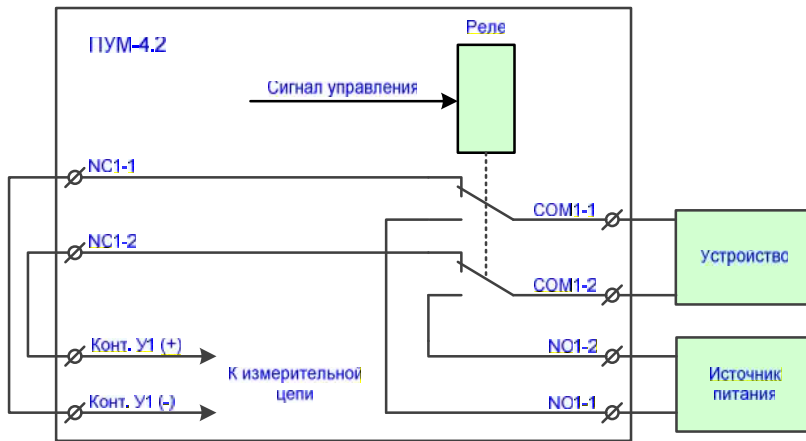 ПУМ-4.2
Реле
Сигнал управления
NC1-1
COM1-1
NC1-2
Устройство
COM1-2
Конт. У1 (+)
NO1-2
К измерительной
цепи
Источник
питания
Конт. У1 (-)
NO1-1